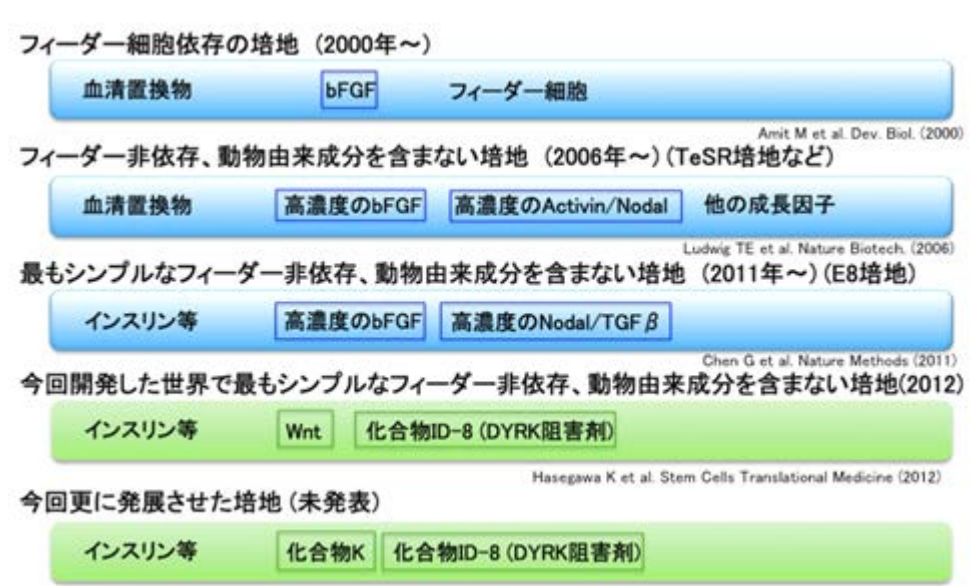 フィーダー細胞依存の培地 (2000年～)
血清置換物 bFGF フィーダー細胞
Amit M et al. Dev. Biol. (2000)
フィーダー非依存、動物由来成分を含まない培地 (2006年～)(TeSR培地など)
血清置換物 高濃度のbFGF 高濃度のActivin/Nodal 他の成長因子
Ludwig TE et al. Nature Biotech. (2006)
最もシンプルなフィーダー非依存、動物由来成分を含まない培地 (2011年～)(E8培地)
インスリン等 高濃度のbFGF 高濃度のNodal/TGFβ
Chen G et al. Nature Methods (2011)
今回開発した世界で最もシンプルなフィーダー非依存、動物由来成分を含まない培地(2012)
インスリン等 Wnt 化合物ID-8 (DYRK阻害剤)
Hasegawa K et al. Stem Cells Translational Medicine (2012)
今回更に発展させた培地 (未発表)
インスリン等 化合物K 化合物ID-8 (DYRK阻害剤)